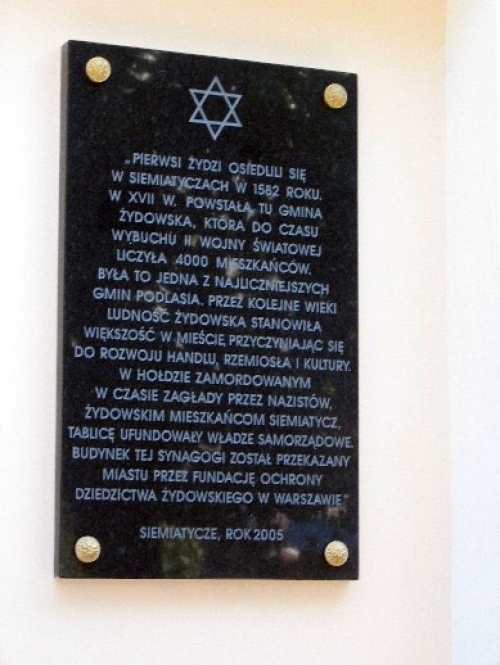 „PIERWSI ŻYDZI OSIEDLILI SIĘ
W SIEMIATYCZACH W 1582 ROKU.
W XVII W. POWSTAŁA TU GMINA
ŻYDOWSKA, KTÓRA DO CZASU
WYBUCHU II WOJNY ŚWIATOWEJ
LICZYŁA 4000 MIESZKAŃCÓW.
BYŁA TO JEDNA Z NAJLICZNIEJSZYCH
GMIN PODLASIA. PRZEZ KOLEJNE WIEKI
LUDNOŚĆ ŻYDOWSKA STANOWIŁA
WIĘKSZOŚĆ W MIEŚCIE PRZYCZYNIAJĄC SIĘ
DO ROZWOJU HANDLU, RZEMIOSŁA I KULTURY.
W HOŁDZIE ZAMORDOWANYM
W CZASIE ZAGŁADY PRZEZ NAZISTÓW,
ŻYDOWSKIM MIESZKAŃCOM SIEMIATYCZ,
TABLICĘ UFUNDOWAŁY WŁADZE SAMORZĄDOWE.
BUDYNEK TEJ SYNAGOGI ZOSTAŁ PRZEKAZANY
MIASTU PRZEZ FUNDACJĘ OCHRONY
DZIEDZICTWA ŻYDOWSKIEGO W WARSZAWIE"
SIEMIATYCZE, ROK 2005